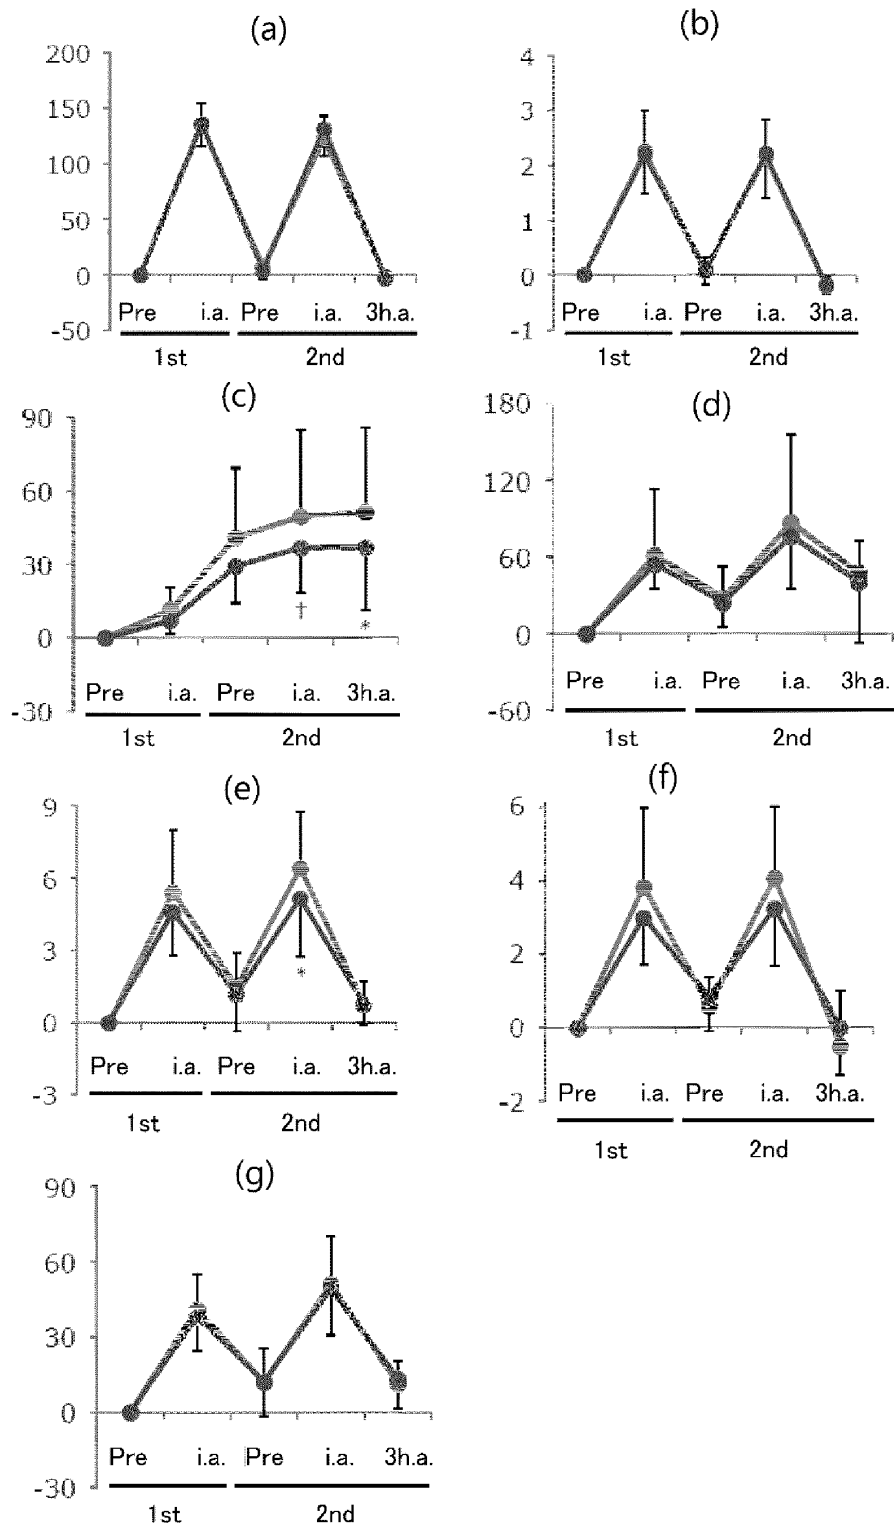 (a)
200
150
100
50
0
-50
Pre i.a. Pre i.a. 3h.a.
1st 2nd
(b)
4
3
2
1
0
-1
Pre i.a. Pre i.a. 3h.a.
1st 2nd
(c)
90
60
30
0
-30
†
*
Pre i.a. Pre i.a. 3h.a.
1st 2nd
(d)
180
120
60
0
-60
Pre i.a. Pre i.a. 3h.a.
1st 2nd
(e)
9
6
3
0
-3
*
Pre i.a. Pre i.a. 3h.a.
1st 2nd
(f)
6
4
2
0
-2
Pre i.a. Pre i.a. 3h.a.
1st 2nd
(g)
90
60
30
0
-30
Pre i.a. Pre i.a. 3h.a.
1st 2nd